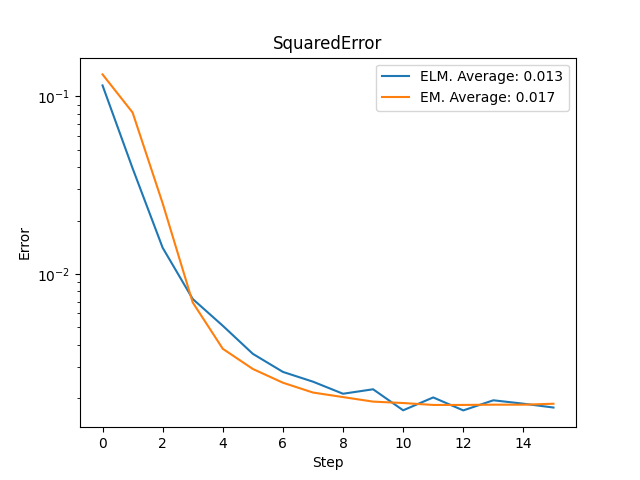 SquaredError
ELM. Average: 0.013
EM. Average: 0.017
10⁻¹
10⁻²
Error
0 2 4 6 8 10 12 14
Step